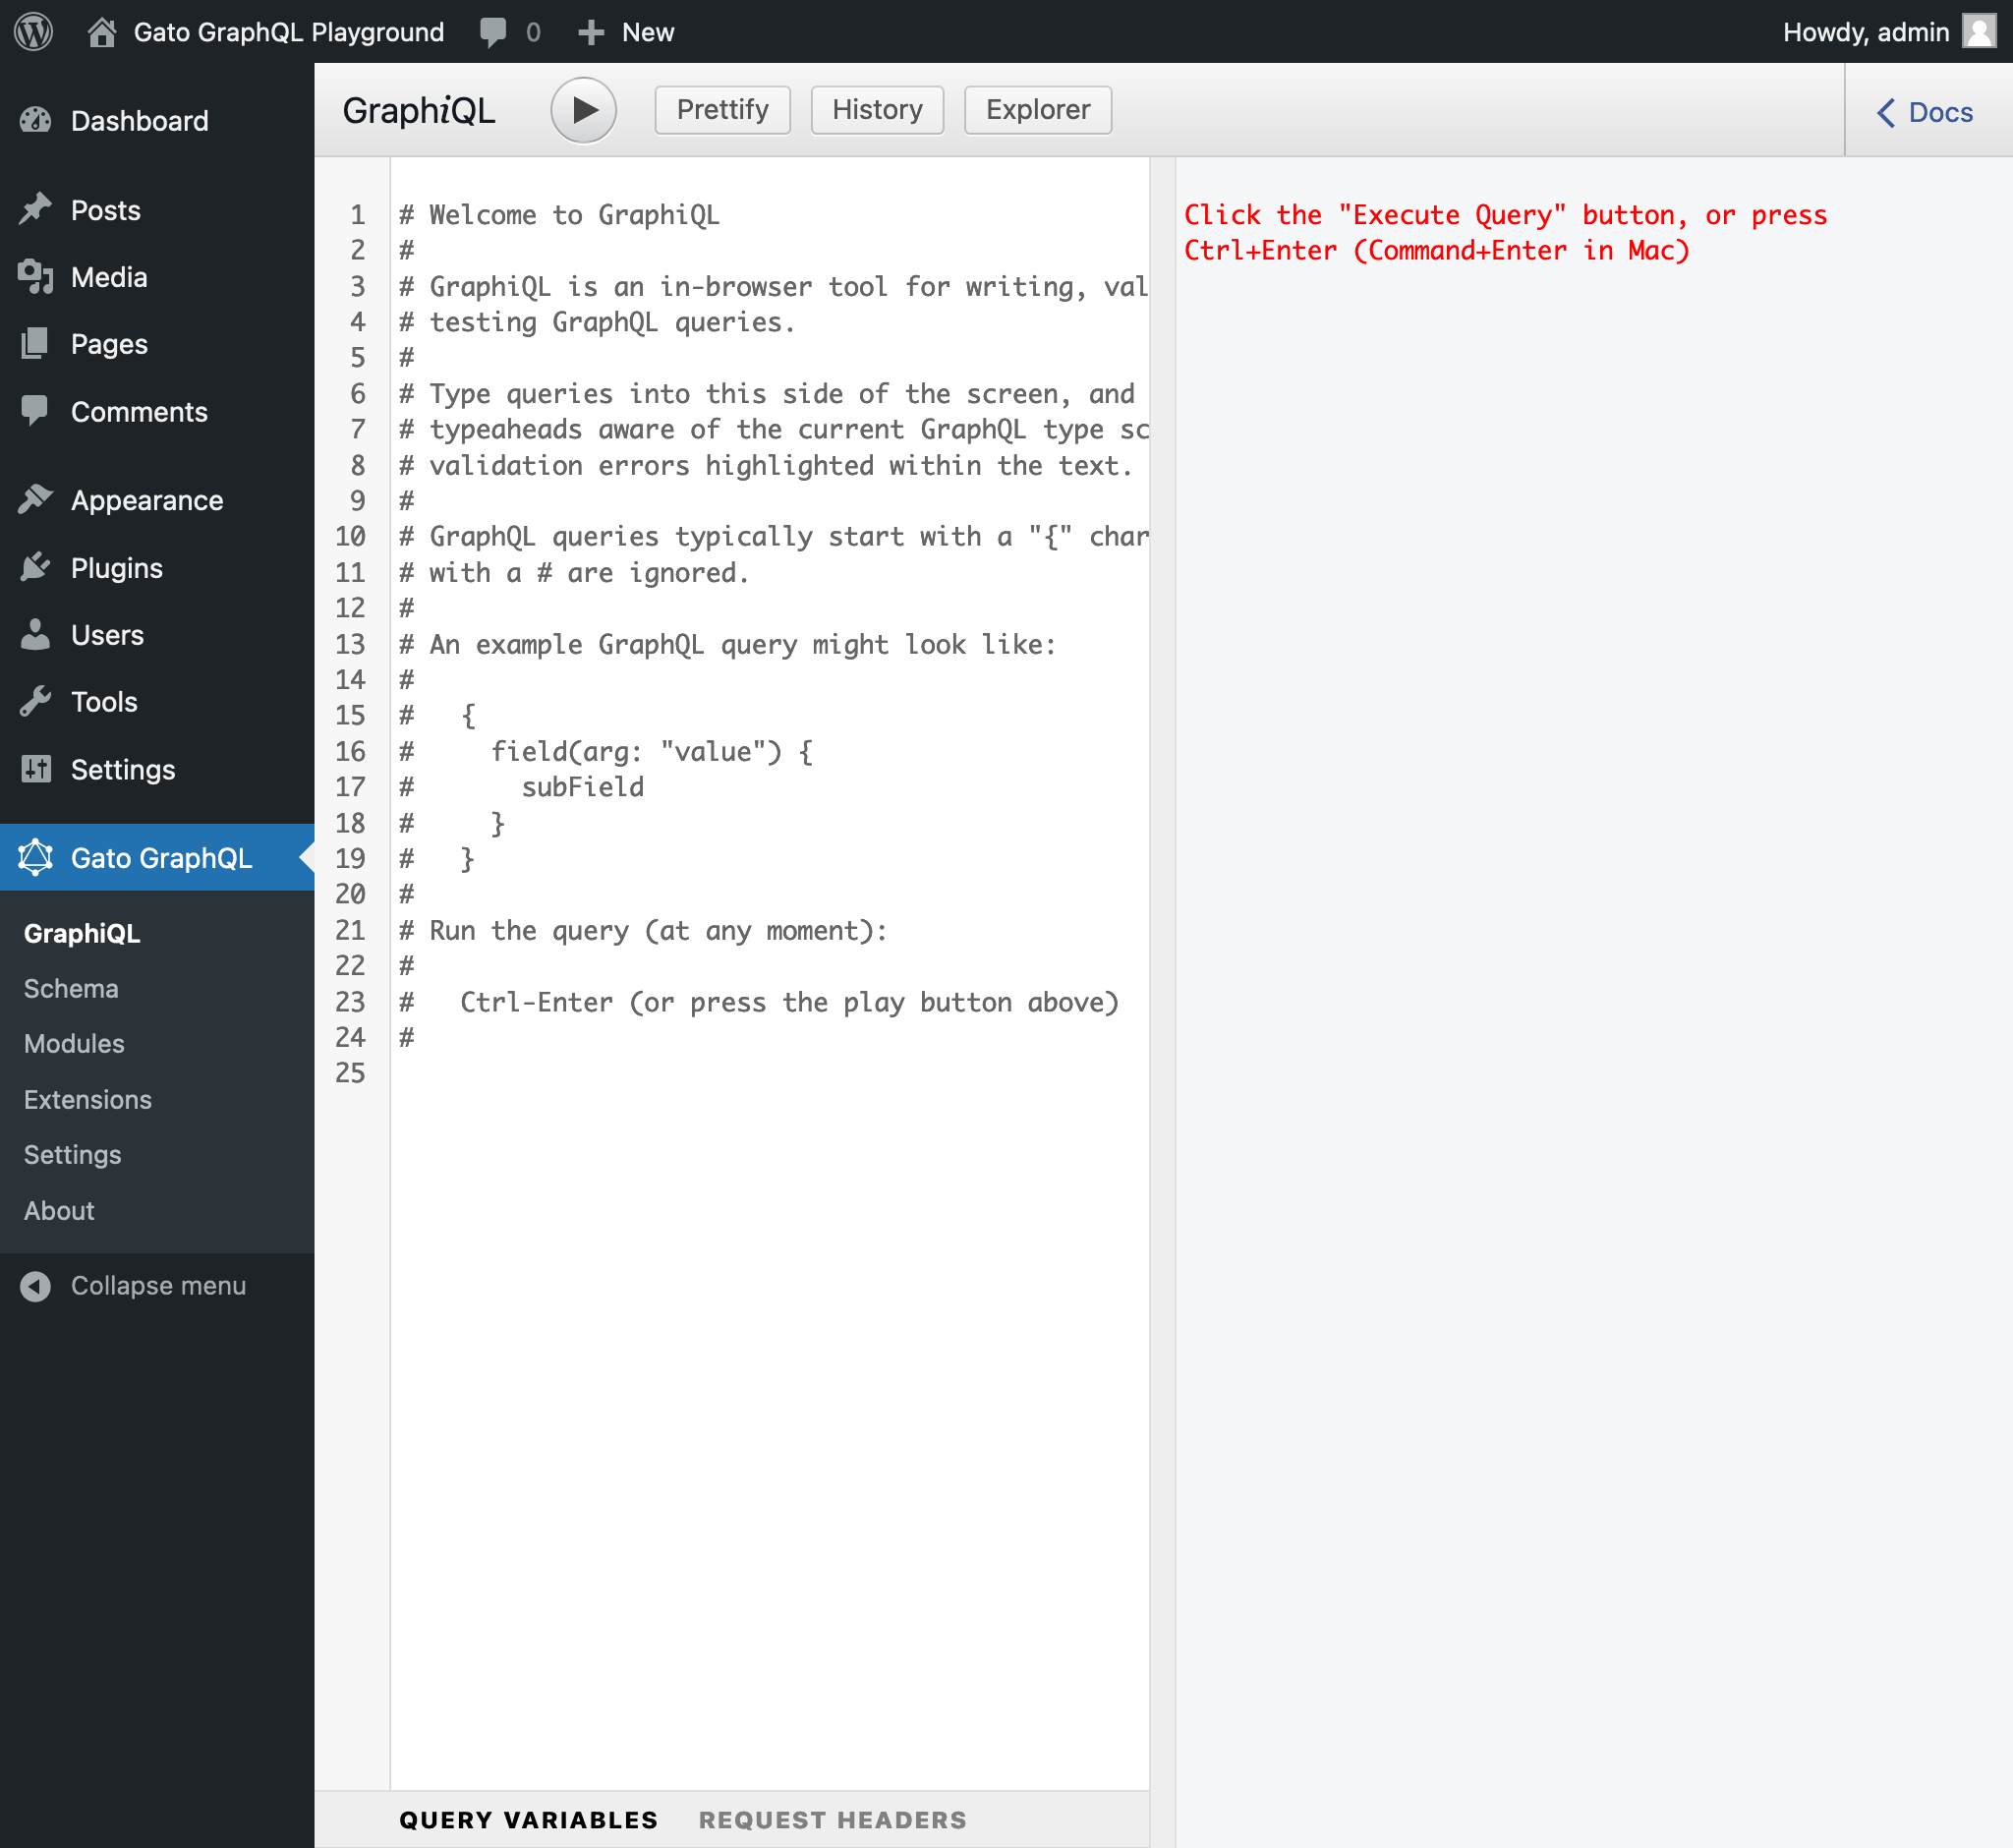 Gato GraphQL Playground 0 New Howdy, admin
Dashboard
Posts
Media
Pages
Comments
Appearance
Plugins
Users
Tools
Settings
Gato GraphQL
GraphiQL
Schema
Modules
Extensions
Settings
About
Collapse menu
GraphiQL Prettify History Explorer Docs
1 # Welcome to GraphiQL
2 #
3 # GraphiQL is an in-browser tool for writing, val
4 # testing GraphQL queries.
5 #
6 # Type queries into this side of the screen, and
7 # typeaheads aware of the current GraphQL type sc
8 # validation errors highlighted within the text.
9 #
10 # GraphQL queries typically start with a "{" char
11 # with a # are ignored.
12 #
13 # An example GraphQL query might look like:
14 #
15 #   {
16 #     field(arg: "value") {
17 #       subField
18 #     }
19 #   }
20 #
21 # Run the query (at any moment):
22 #
23 #   Ctrl-Enter (or press the play button above)
24 #
25
QUERY VARIABLES REQUEST HEADERS
Click the "Execute Query" button, or press
Ctrl+Enter (Command+Enter in Mac)